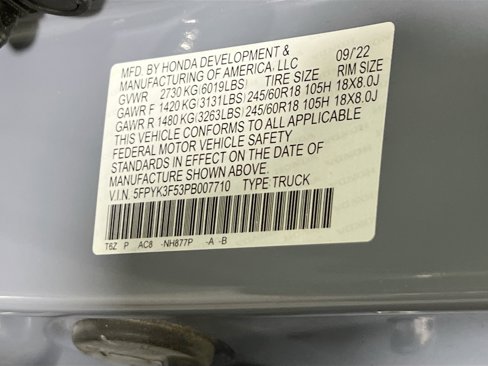 MFD. BY HONDA DEVELOPMENT & 09/22
MANUFACTURING OF AMERICA, LLC
GVWR 2730 KG(6019LBS) TIRE SIZE RIM SIZE
GAWR F 1420 KG(3131LBS) 245/60R18 105H 18X8.0J
GAWR R 1480 KG(3263LBS) 245/60R18 105H 18X8.0J
THIS VEHICLE CONFORMS TO ALL APPLICABLE
FEDERAL MOTOR VEHICLE SAFETY
STANDARDS IN EFFECT ON THE DATE OF
MANUFACTURE SHOWN ABOVE.
V.I.N. 5FPYK3F53PB007710 TYPE TRUCK
T6Z P AC8 -NH877P -A -B